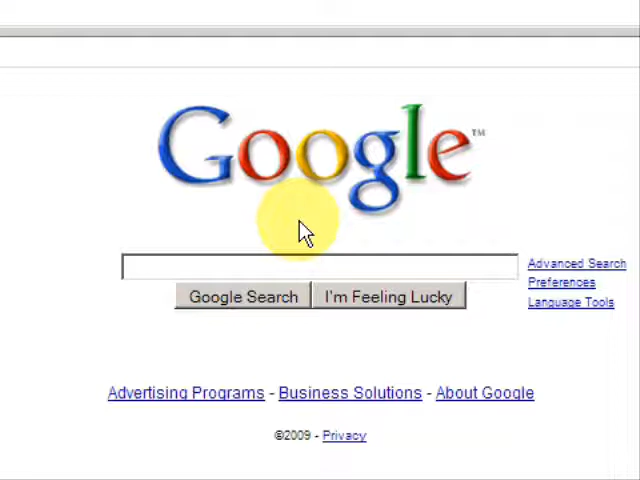 Google™
Advanced Search
Preferences
Language Tools
Google Search I'm Feeling Lucky
Advertising Programs - Business Solutions - About Google
©2009 - Privacy